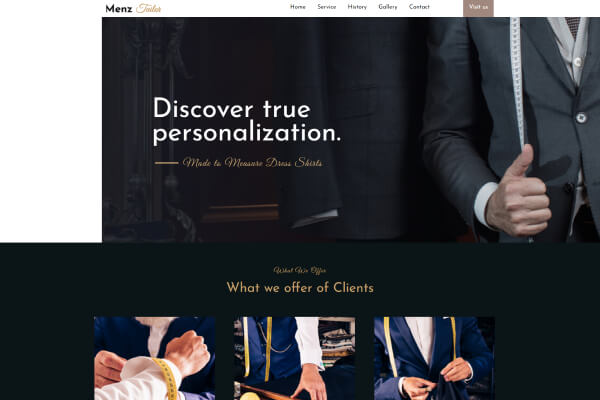 Menz Tailor
Home Service History Gallery Contact Visit us
Discover true
personalization.
Made to Measure Dress Shirts
What We Offer
What we offer of Clients